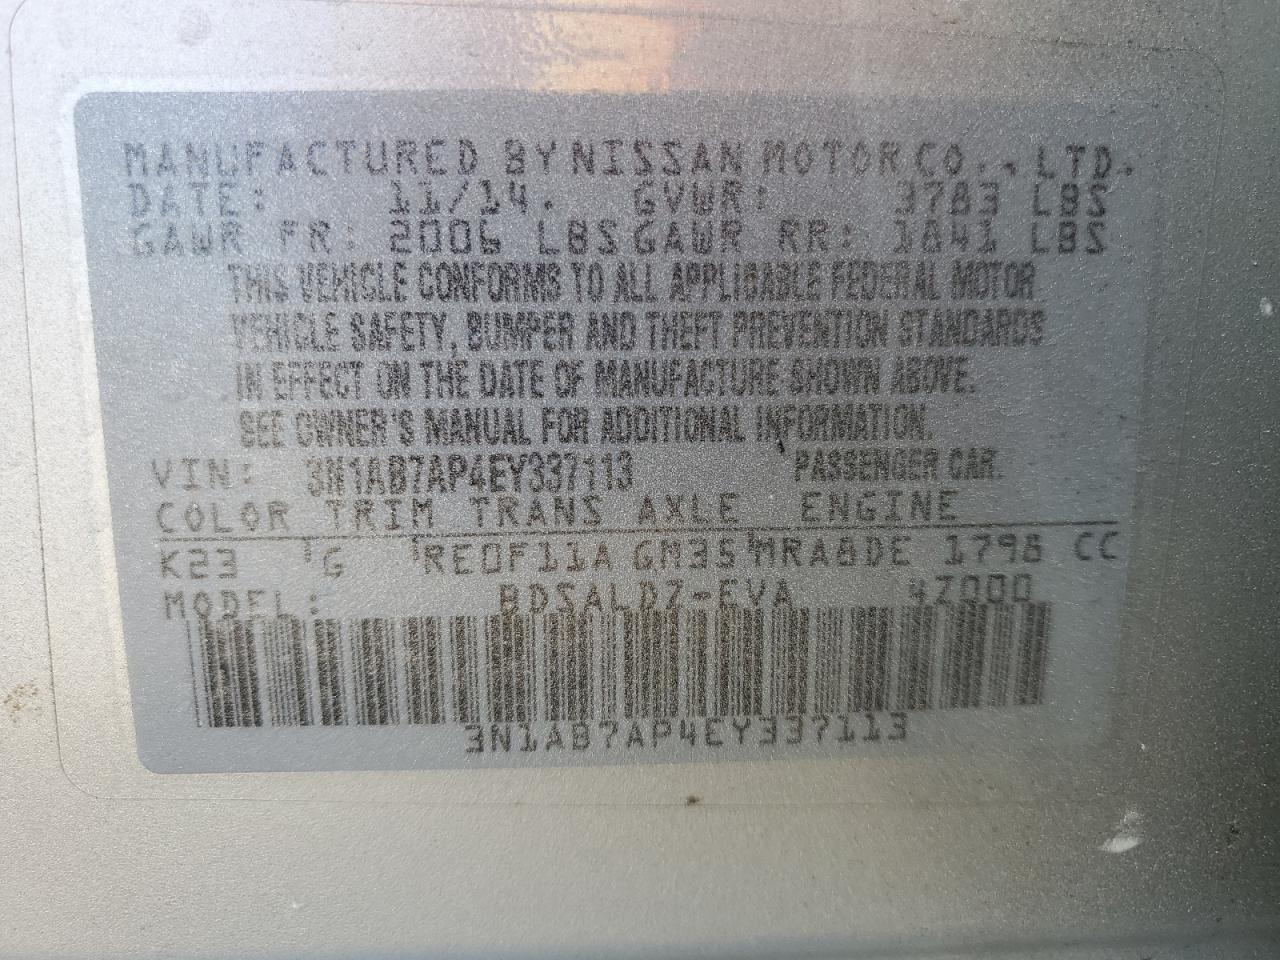 MANUFACTURED BY NISSAN MOTOR CO., LTD.
DATE: 11/14. GVWR: 3783 LBS
GAWR FR: 2006 LBS GAWR RR: 1841 LBS
THIS VEHICLE CONFORMS TO ALL APPLICABLE FEDERAL MOTOR
VEHICLE SAFETY, BUMPER AND THEFT PREVENTION STANDARDS
IN EFFECT ON THE DATE OF MANUFACTURE SHOWN ABOVE.
SEE OWNER'S MANUAL FOR ADDITIONAL INFORMATION.
VIN: 3N1AB7AP4EY337113 PASSENGER CAR.
COLOR TRIM TRANS AXLE ENGINE
K23 G RE0F11A GM35 MRA8DE 1798 CC
MODEL: BDSALDZ-EVA 4Z000
3N1AB7AP4EY337113